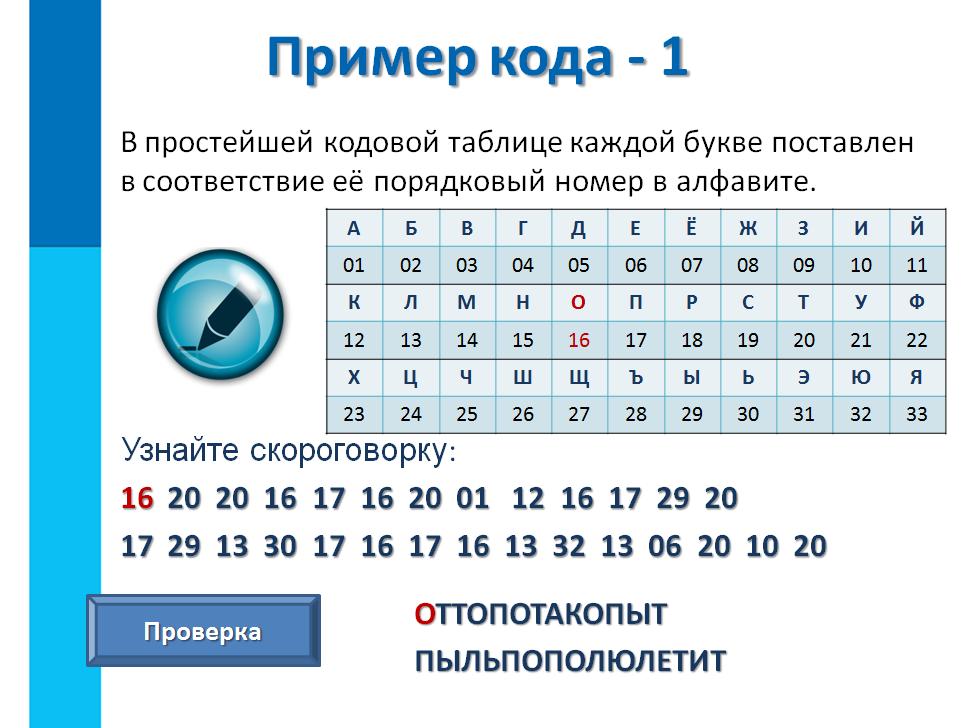 Пример кода - 1
В простейшей кодовой таблице каждой букве поставлен
в соответствие её порядковый номер в алфавите.
А Б В Г Д Е Ё Ж З И Й
01 02 03 04 05 06 07 08 09 10 11
К Л М Н О П Р С Т У Ф
12 13 14 15 16 17 18 19 20 21 22
Х Ц Ч Ш Щ Ъ Ы Ь Э Ю Я
23 24 25 26 27 28 29 30 31 32 33
Узнайте скороговорку:
16 20 20 16 17 16 20 01 12 16 17 29 20
17 29 13 30 17 16 17 16 13 32 13 06 20 10 20
Проверка
ОТТОПОТАКОПЫТ
ПЫЛЬПОПОЛЮЛЕТИТ